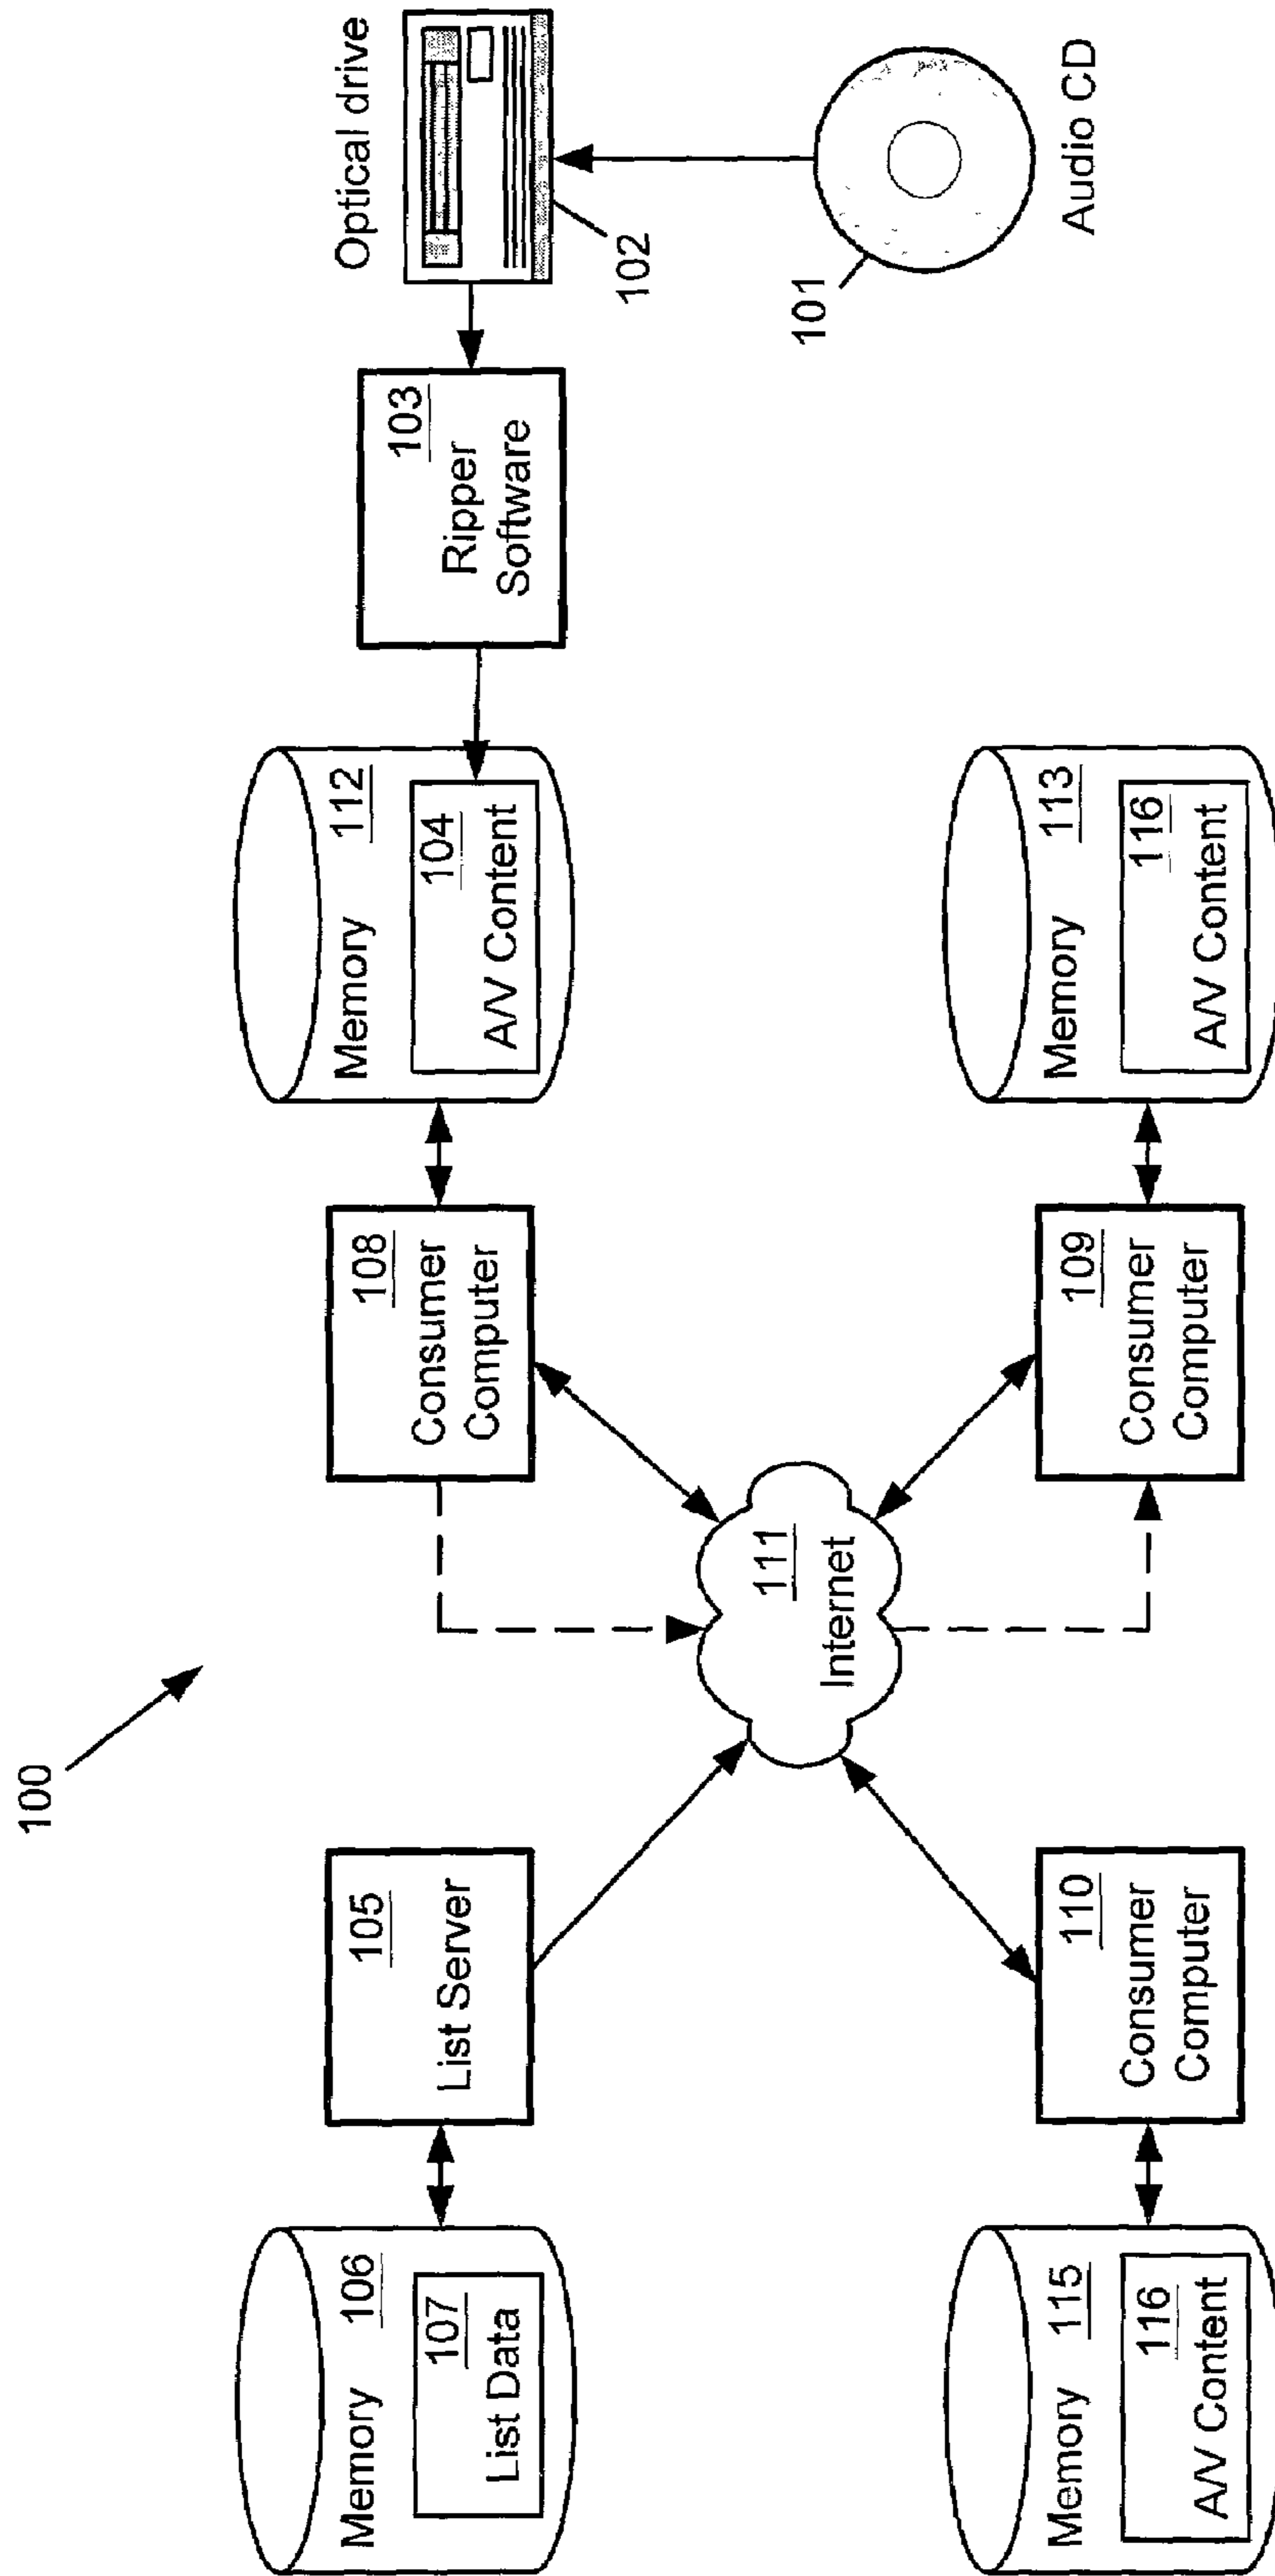 100
Memory 106
107
List Data
105
List Server
108
Consumer
Computer
Memory 112
104
A/V Content
103
Ripper
Software
Optical drive
102
101
Audio CD
111
Internet
Memory 115
116
A/V Content
110
Consumer
Computer
109
Consumer
Computer
Memory 113
116
A/V Content